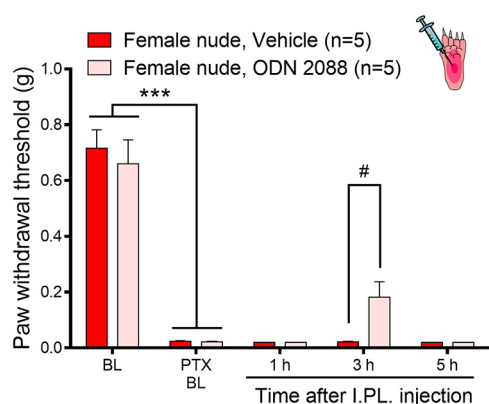 Female nude, Vehicle (n=5)
Female nude, ODN 2088 (n=5)
Paw withdrawal threshold (g)
1.0
0.8
0.6
0.4
0.2
0.0
***
#
BL
PTX
BL
1 h
3 h
5 h
Time after I.PL. injection